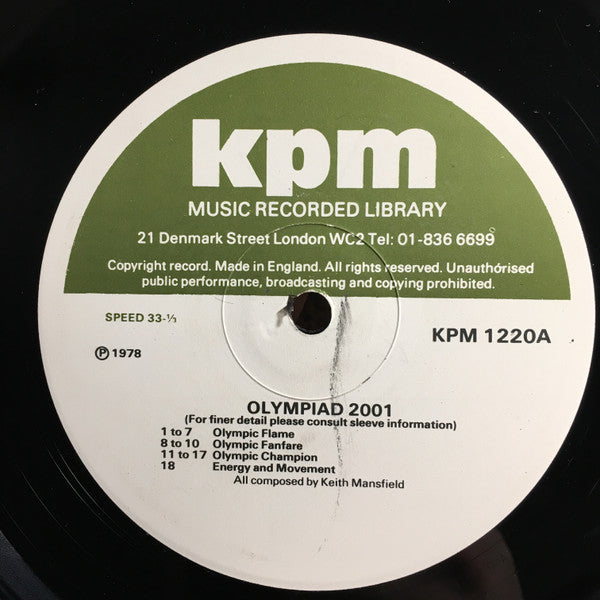 kpm
MUSIC RECORDED LIBRARY
21 Denmark Street London WC2 Tel: 01-836 6699
Copyright record. Made in England. All rights reserved. Unauthórised
public performance, broadcasting and copying prohibited.
SPEED 33-⅓
KPM 1220A
Ⓟ 1978
OLYMPIAD 2001
(For finer detail please consult sleeve information)
1 to 7 Olympic Flame
8 to 10 Olympic Fanfare
11 to 17 Olympic Champion
18 Energy and Movement
All composed by Keith Mansfield